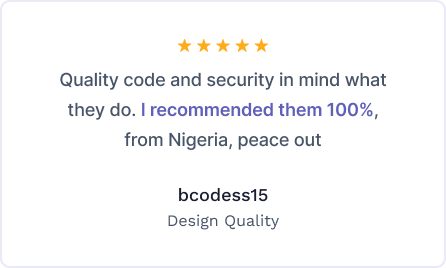 Quality code and security in mind what
they do. I recommended them 100%,
from Nigeria, peace out
bcodess15
Design Quality